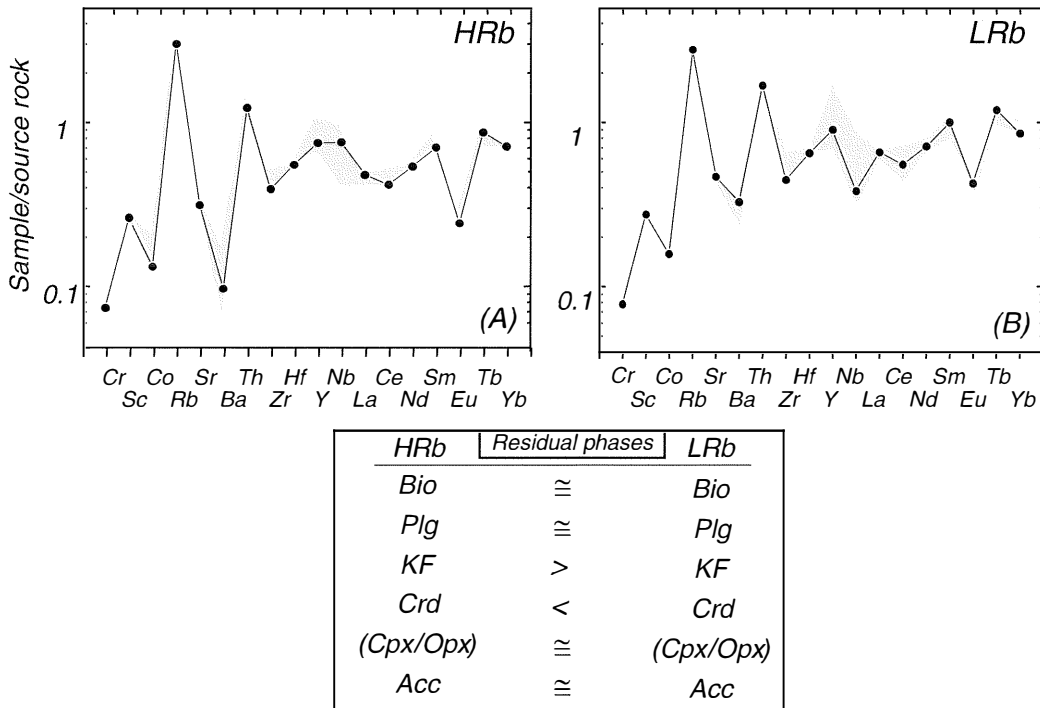 HRb
Sample/source rock
1
0.1
(A)
Cr Co Sr Th Hf Nb Ce Sm Tb
Sc Rb Ba Zr Y La Nd Eu Yb
LRb
1
0.1
(B)
Cr Co Sr Th Hf Nb Ce Sm Tb
Sc Rb Ba Zr Y La Nd Eu Yb
HRb Residual phases LRb
Bio ≅ Bio
Plg ≅ Plg
KF > KF
Crd < Crd
(Cpx/Opx) ≅ (Cpx/Opx)
Acc ≅ Acc